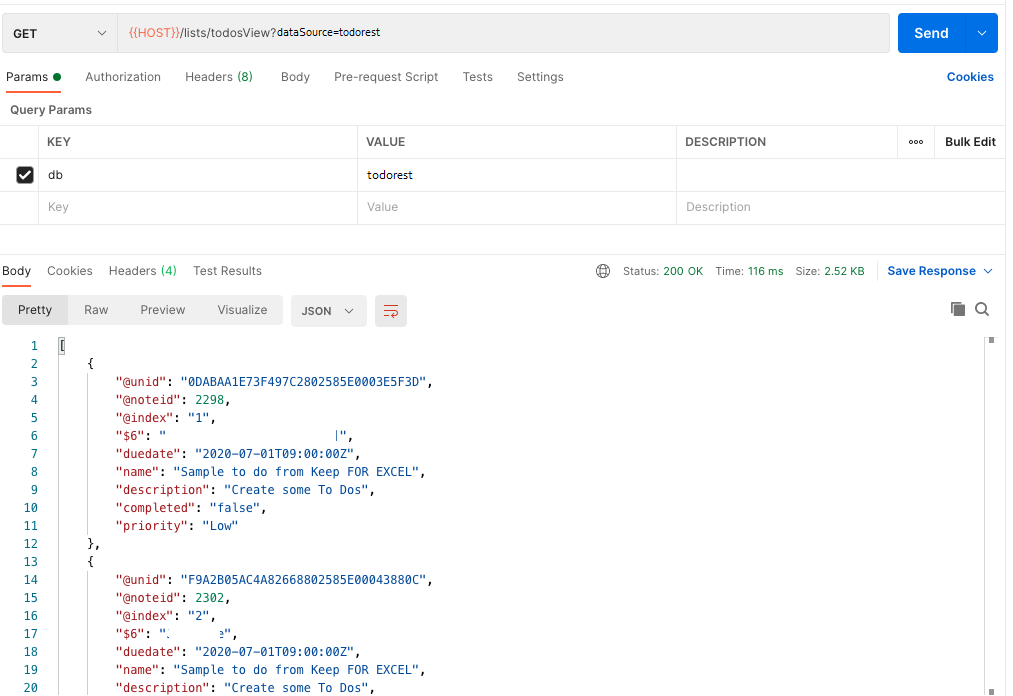 GET {{HOST}}/lists/todosView?dataSource=todorest Send
Params Authorization Headers (8) Body Pre-request Script Tests Settings Cookies
Query Params
KEY VALUE DESCRIPTION ••• Bulk Edit
db todorest
Key Value Description
Body Cookies Headers (4) Test Results Status: 200 OK Time: 116 ms Size: 2.52 KB Save Response
Pretty Raw Preview Visualize JSON
1 [
2 {
3 "@unid": "0DABAA1E73F497C2802585E0003E5F3D",
4 "@noteid": 2298,
5 "@index": "1",
6 "$6": " ",
7 "duedate": "2020-07-01T09:00:00Z",
8 "name": "Sample to do from Keep FOR EXCEL",
9 "description": "Create some To Dos",
10 "completed": "false",
11 "priority": "Low"
12 },
13 {
14 "@unid": "F9A2B05AC4A82668802585E00043880C",
15 "@noteid": 2302,
16 "@index": "2",
17 "$6": " e",
18 "duedate": "2020-07-01T09:00:00Z",
19 "name": "Sample to do from Keep FOR EXCEL",
20 "description": "Create some To Dos",